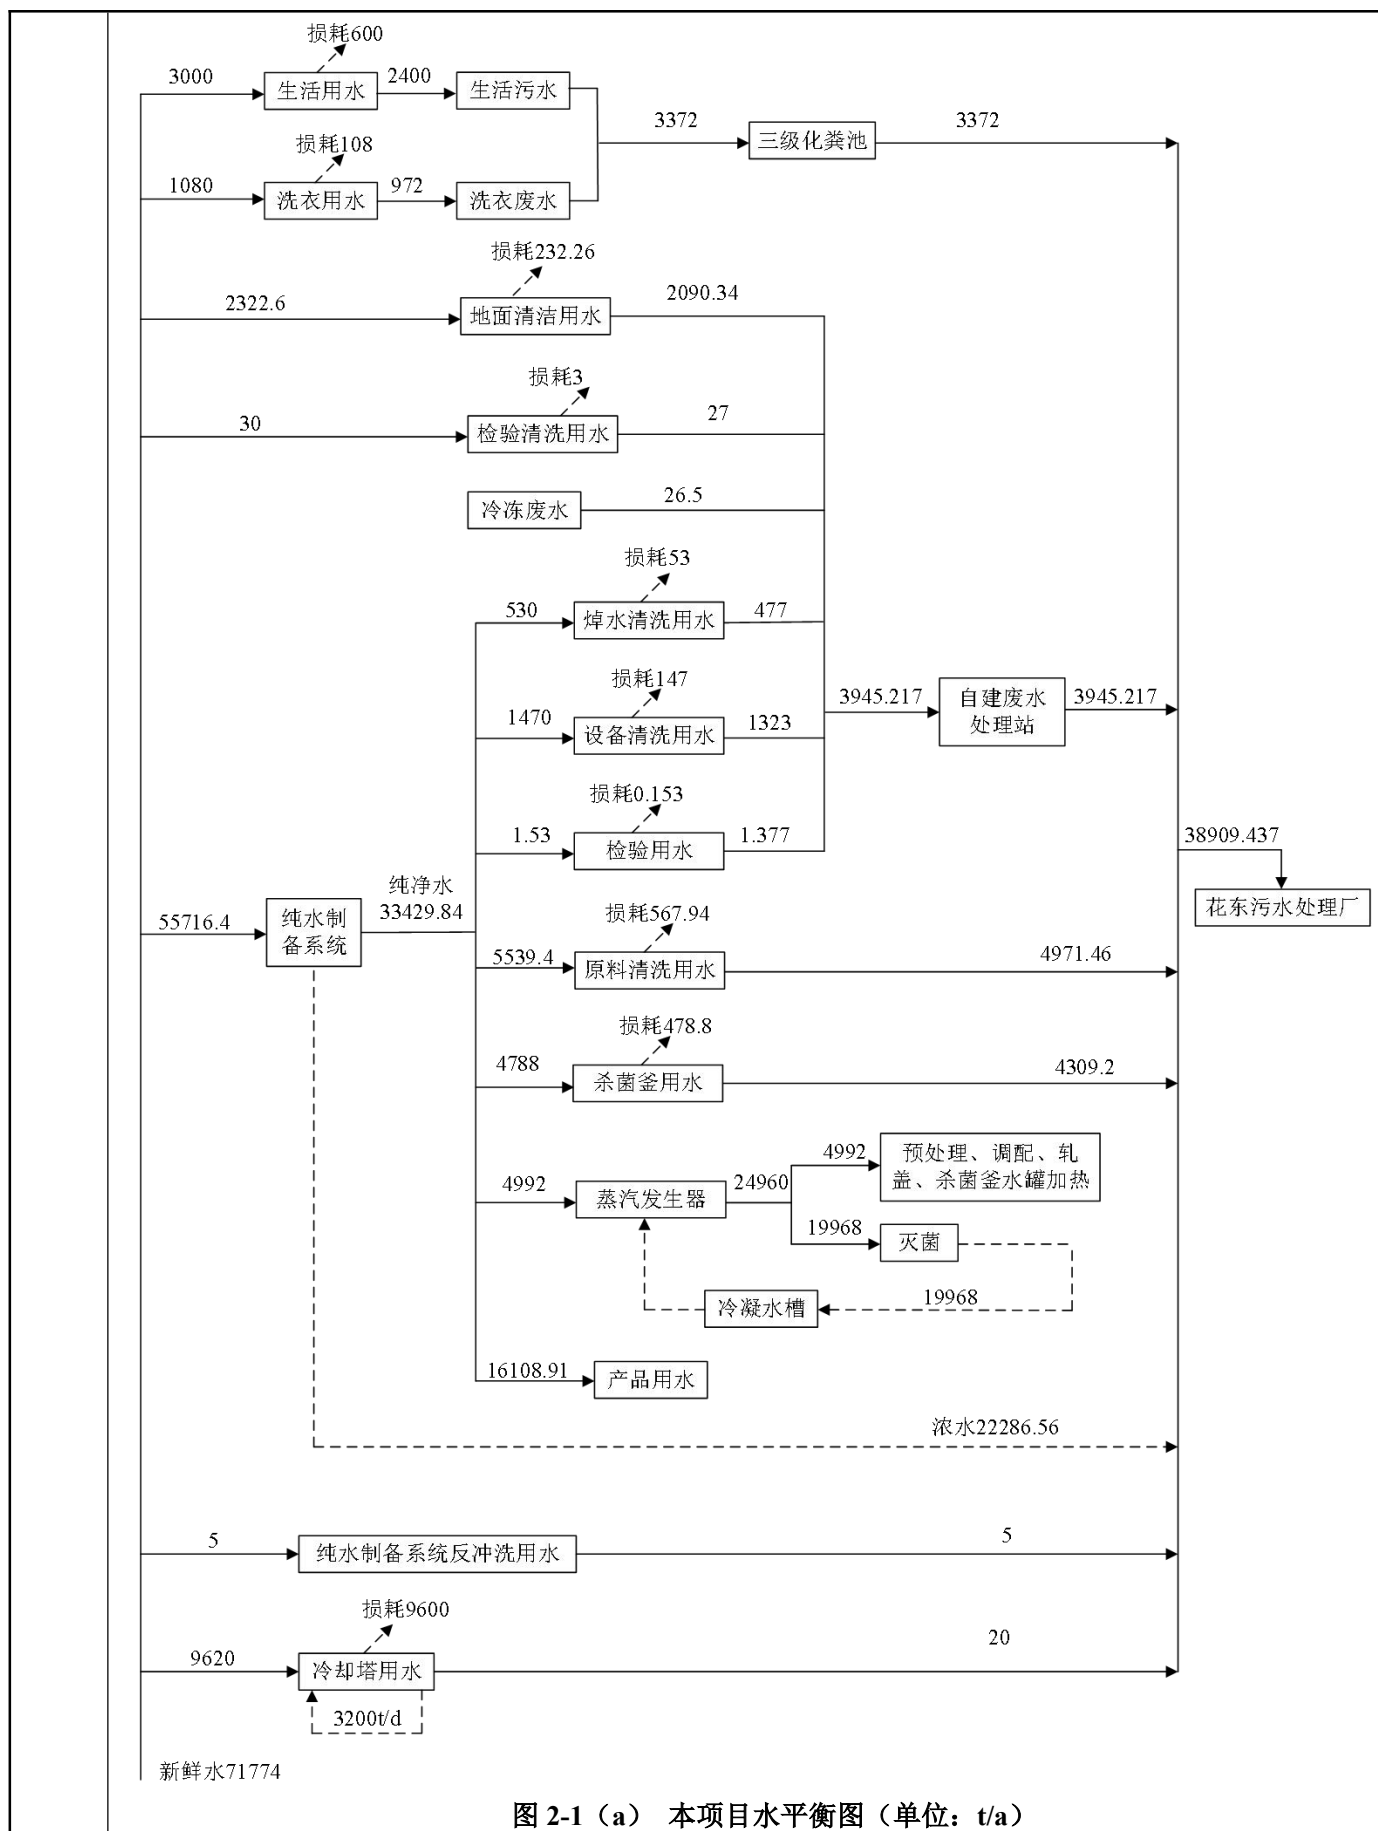 损耗600
3000
生活用水
2400
生活污水
3372
三级化粪池
3372
损耗108
1080
洗衣用水
972
洗衣废水
损耗232.26
2322.6
地面清洁用水
2090.34
损耗3
30
检验清洗用水
27
冷冻废水
26.5
损耗53
530
焯水清洗用水
477
损耗147
1470
设备清洗用水
1323
3945.217
自建废水
处理站
3945.217
损耗0.153
1.53
检验用水
1.377
38909.437
花东污水处理厂
55716.4
纯水制
备系统
纯净水
33429.84
损耗567.94
5539.4
原料清洗用水
4971.46
损耗478.8
4788
杀菌釜用水
4309.2
4992
蒸汽发生器
24960
4992
预处理、调配、轧
盖、杀菌釜水罐加热
19968
灭菌
冷凝水槽
19968
16108.91
产品用水
浓水22286.56
5
纯水制备系统反冲洗用水
5
损耗9600
9620
冷却塔用水
20
3200t/d
新鲜水71774
图 2-1（a） 本项目水平衡图（单位：t/a）